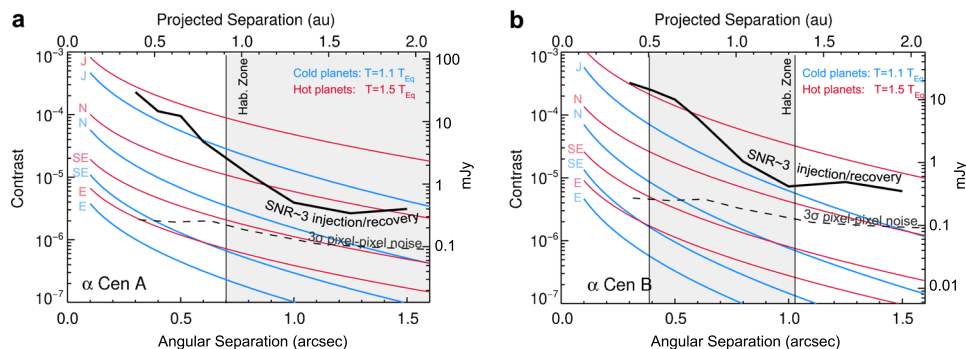 a
Projected Separation (au)
0.0 0.5 1.0 1.5 2.0
10⁻³
10⁻⁴
10⁻⁵
10⁻⁶
10⁻⁷
Contrast
J
J
N
N
SE
SE
E
E
Hab. Zone
Cold planets: T=1.1 T_Eq
Hot planets: T=1.5 T_Eq
SNR~3 injection/recovery
3σ pixel-pixel noise
α Cen A
100
10
1
0.1
mJy
0.0 0.5 1.0 1.5
Angular Separation (arcsec)
b
Projected Separation (au)
0.0 0.5 1.0 1.5 2.0
10⁻³
10⁻⁴
10⁻⁵
10⁻⁶
10⁻⁷
Contrast
J
J
N
N
SE
SE
E
E
Hab. Zone
Cold planets: T=1.1 T_Eq
Hot planets: T=1.5 T_Eq
SNR~3 injection/recovery
3σ pixel-pixel noise
α Cen B
10
1
0.1
0.01
mJy
0.0 0.5 1.0 1.5
Angular Separation (arcsec)